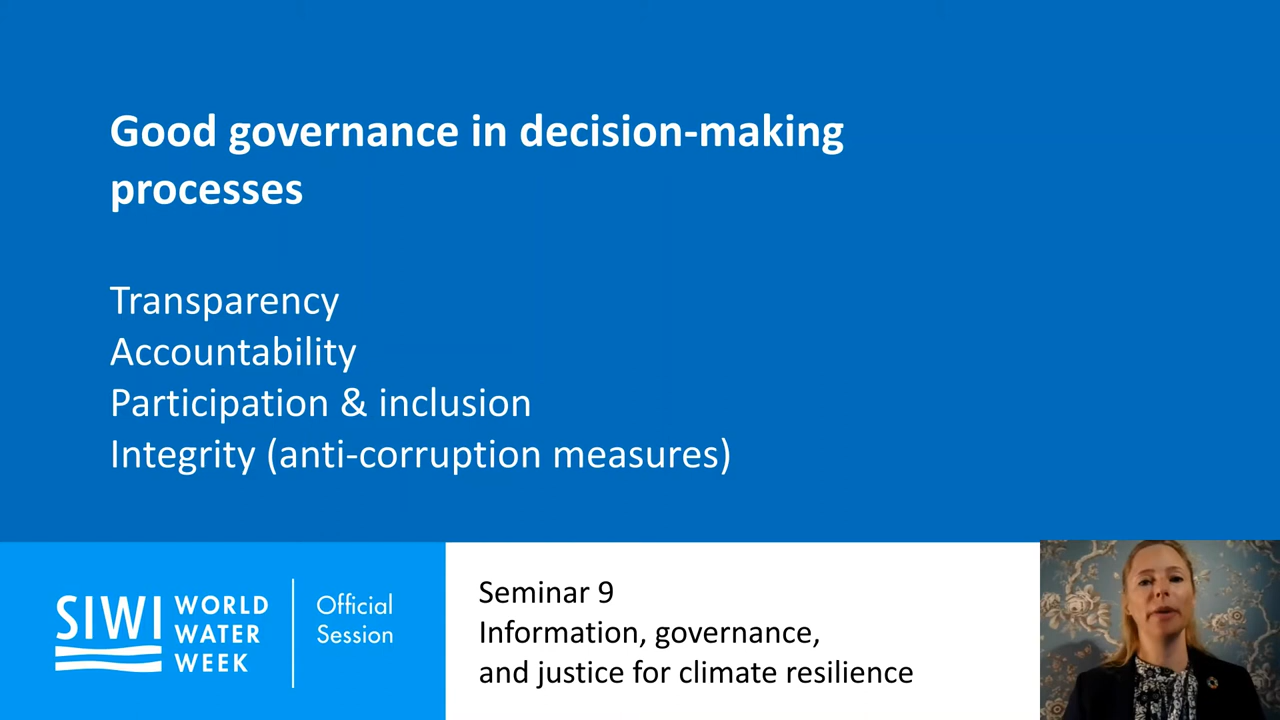 Good governance in decision-making
processes
Transparency
Accountability
Participation & inclusion
Integrity (anti-corruption measures)
SIWI WORLD
WATER
WEEK
Official
Session
Seminar 9
Information, governance,
and justice for climate resilience